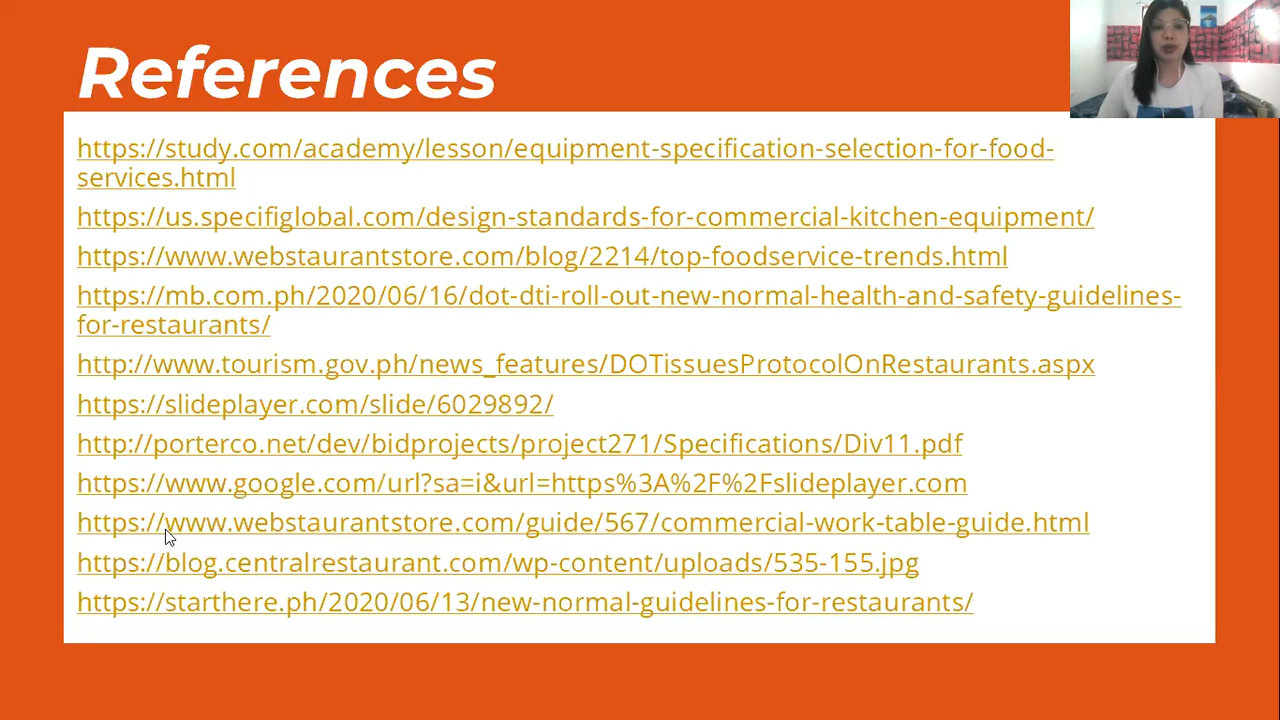 References
https://study.com/academy/lesson/equipment-specification-selection-for-food-
services.html
https://us.specifiglobal.com/design-standards-for-commercial-kitchen-equipment/
https://www.webstaurantstore.com/blog/2214/top-foodservice-trends.html
https://mb.com.ph/2020/06/16/dot-dti-roll-out-new-normal-health-and-safety-guidelines-
for-restaurants/
http://www.tourism.gov.ph/news_features/DOTissuesProtocolOnRestaurants.aspx
https://slideplayer.com/slide/6029892/
http://porterco.net/dev/bidprojects/project271/Specifications/Div11.pdf
https://www.google.com/url?sa=i&url=https%3A%2F%2Fslideplayer.com
https://www.webstaurantstore.com/guide/567/commercial-work-table-guide.html
https://blog.centralrestaurant.com/wp-content/uploads/535-155.jpg
https://starthere.ph/2020/06/13/new-normal-guidelines-for-restaurants/